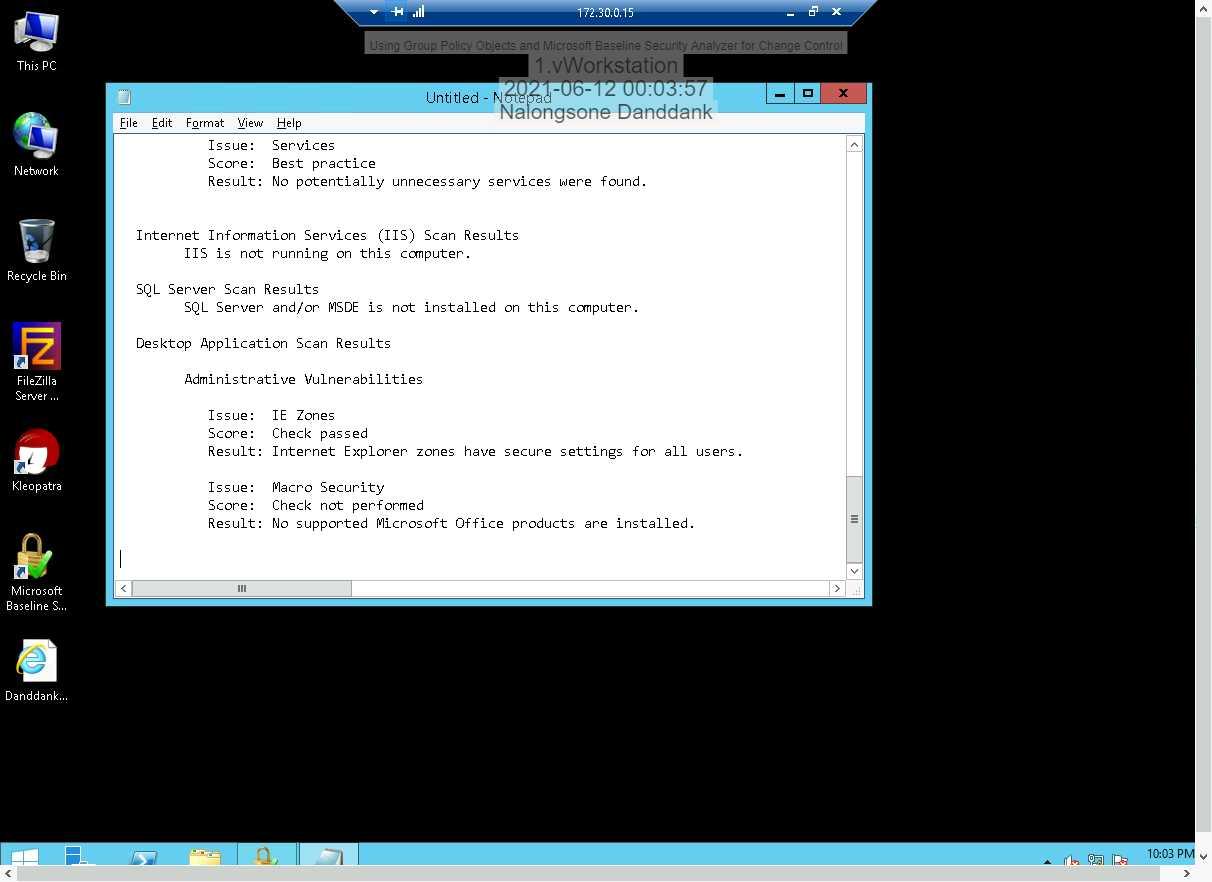 172.30.0.15
Using Group Policy Objects and Microsoft Baseline Security Analyzer for Change Control
1.vWorkstation
2021-06-12 00:03:57
Nalongsone Danddank
This PC
Network
Recycle Bin
FileZilla
Server ...
Kleopatra
Microsoft
Baseline S...
Danddank...
Untitled - Notepad
File Edit Format View Help
Issue: Services
Score: Best practice
Result: No potentially unnecessary services were found.
Internet Information Services (IIS) Scan Results
IIS is not running on this computer.
SQL Server Scan Results
SQL Server and/or MSDE is not installed on this computer.
Desktop Application Scan Results
Administrative Vulnerabilities
Issue: IE Zones
Score: Check passed
Result: Internet Explorer zones have secure settings for all users.
Issue: Macro Security
Score: Check not performed
Result: No supported Microsoft Office products are installed.
10:03 PM